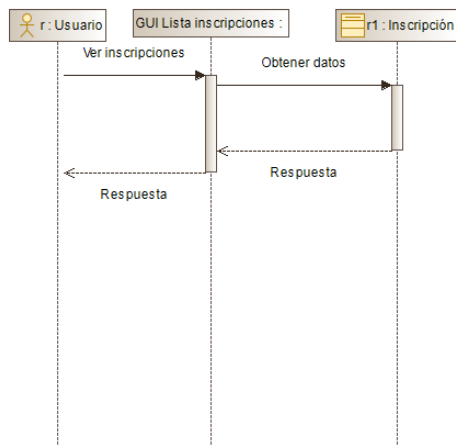 r : Usuario
GUI Lista inscripciones :
r1 : Inscripción
Ver inscripciones
Obtener datos
Respuesta
Respuesta